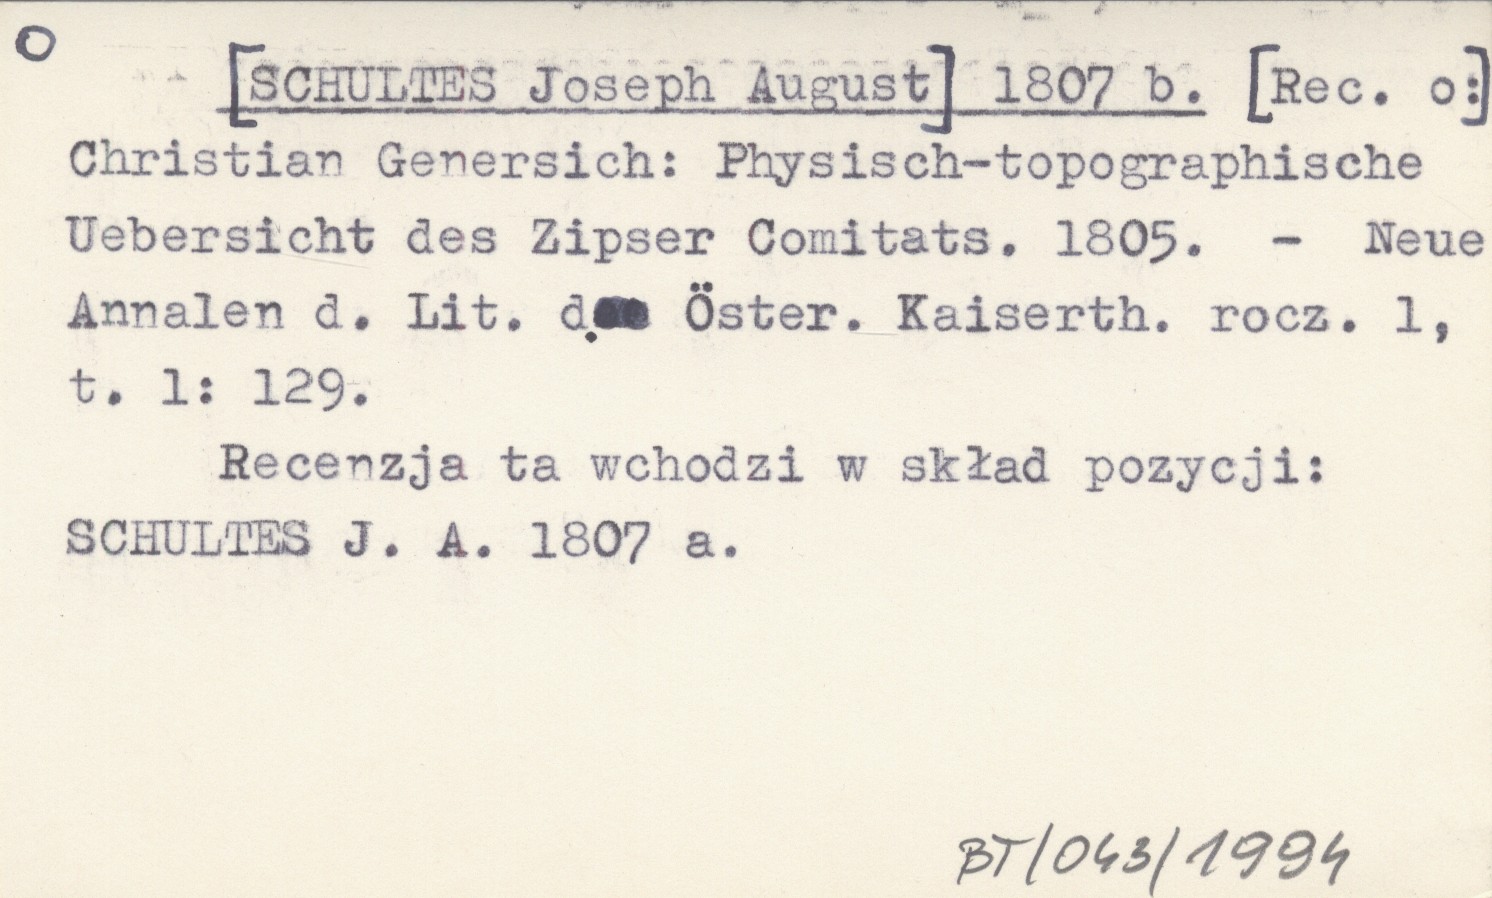 [SCHULTES Joseph August] 1807 b. [Rec. o:]
Christian Genersich: Physisch-topographische
Uebersicht des Zipser Comitats. 1805. - Neue
Annalen d. Lit. d. Öster. Kaiserth. rocz. 1,
t. 1: 129.
Recenzja ta wchodzi w skład pozycji:
SCHULTES J. A. 1807 a.
BT/043/1994